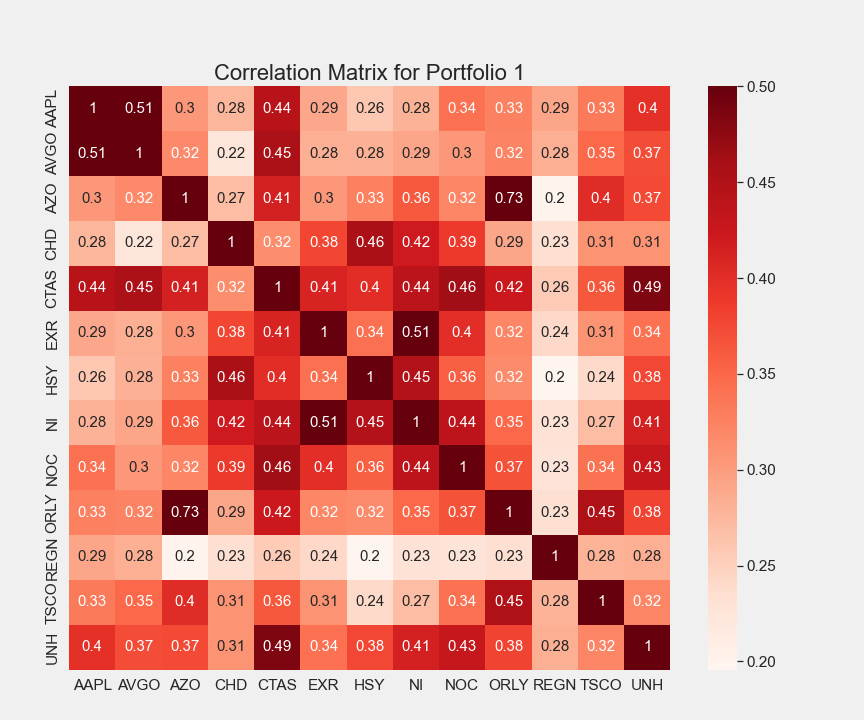 Correlation Matrix for Portfolio 1
AAPL 1 0.51 0.3 0.28 0.44 0.29 0.26 0.28 0.34 0.33 0.29 0.33 0.4
AVGO 0.51 1 0.32 0.22 0.45 0.28 0.28 0.29 0.3 0.32 0.28 0.35 0.37
AZO 0.3 0.32 1 0.27 0.41 0.3 0.33 0.36 0.32 0.73 0.2 0.4 0.37
CHD 0.28 0.22 0.27 1 0.32 0.38 0.46 0.42 0.39 0.29 0.23 0.31 0.31
CTAS 0.44 0.45 0.41 0.32 1 0.41 0.4 0.44 0.46 0.42 0.26 0.36 0.49
EXR 0.29 0.28 0.3 0.38 0.41 1 0.34 0.51 0.4 0.32 0.24 0.31 0.34
HSY 0.26 0.28 0.33 0.46 0.4 0.34 1 0.45 0.36 0.32 0.2 0.24 0.38
NI 0.28 0.29 0.36 0.42 0.44 0.51 0.45 1 0.44 0.35 0.23 0.27 0.41
NOC 0.34 0.3 0.32 0.39 0.46 0.4 0.36 0.44 1 0.37 0.23 0.34 0.43
ORLY 0.33 0.32 0.73 0.29 0.42 0.32 0.32 0.35 0.37 1 0.23 0.45 0.38
REGN 0.29 0.28 0.2 0.23 0.26 0.24 0.2 0.23 0.23 0.23 1 0.28 0.28
TSCO 0.33 0.35 0.4 0.31 0.36 0.31 0.24 0.27 0.34 0.45 0.28 1 0.32
UNH 0.4 0.37 0.37 0.31 0.49 0.34 0.38 0.41 0.43 0.38 0.28 0.32 1
AAPL AVGO AZO CHD CTAS EXR HSY NI NOC ORLY REGN TSCO UNH
0.50
0.45
0.40
0.35
0.30
0.25
0.20